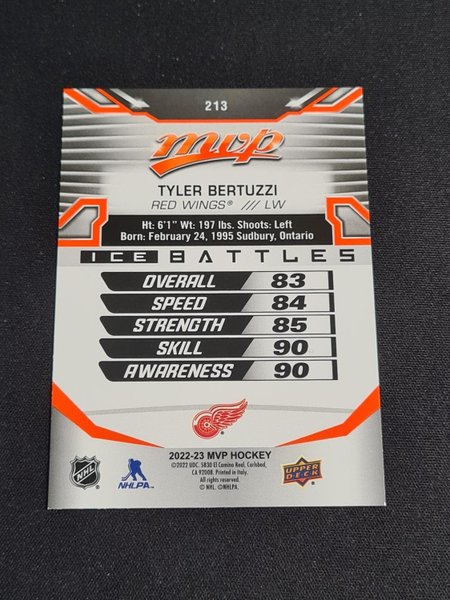 213
mvp
TYLER BERTUZZI
RED WINGS® /// LW
Ht: 6'1" Wt: 197 lbs. Shoots: Left
Born: February 24, 1995 Sudbury, Ontario
ICE BATTLES
OVERALL 83
SPEED 84
STRENGTH 85
SKILL 90
AWARENESS 90
2022-23 MVP HOCKEY
©2022 UDC. 5830 El Camino Real, Carlsbad,
CA 92008. Printed in Italy.
All rights reserved.
© NHL. ©NHLPA.
NHL
NHLPA
UPPER
DECK